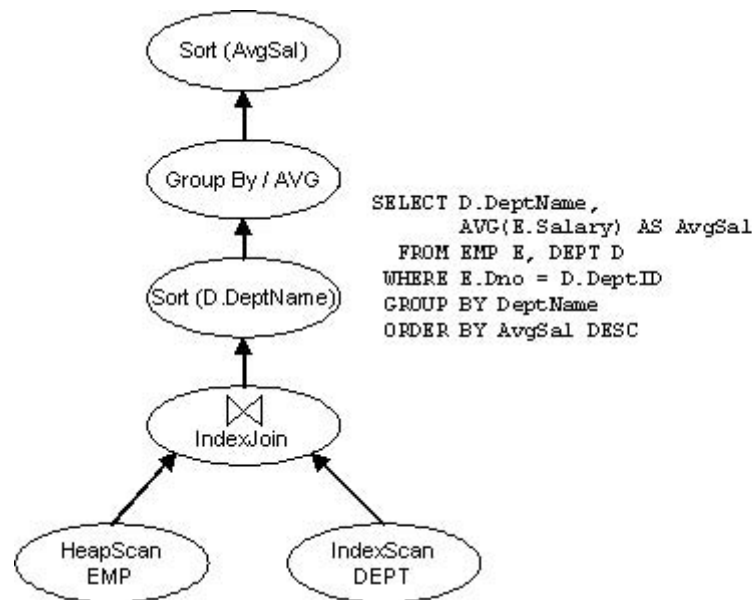 Sort (AvgSal)
Group By / AVG
Sort (D.DeptName)
IndexJoin
HeapScan
EMP
IndexScan
DEPT
SELECT D.DeptName,
AVG(E.Salary) AS AvgSal
FROM EMP E, DEPT D
WHERE E.Dno = D.DeptID
GROUP BY DeptName
ORDER BY AvgSal DESC